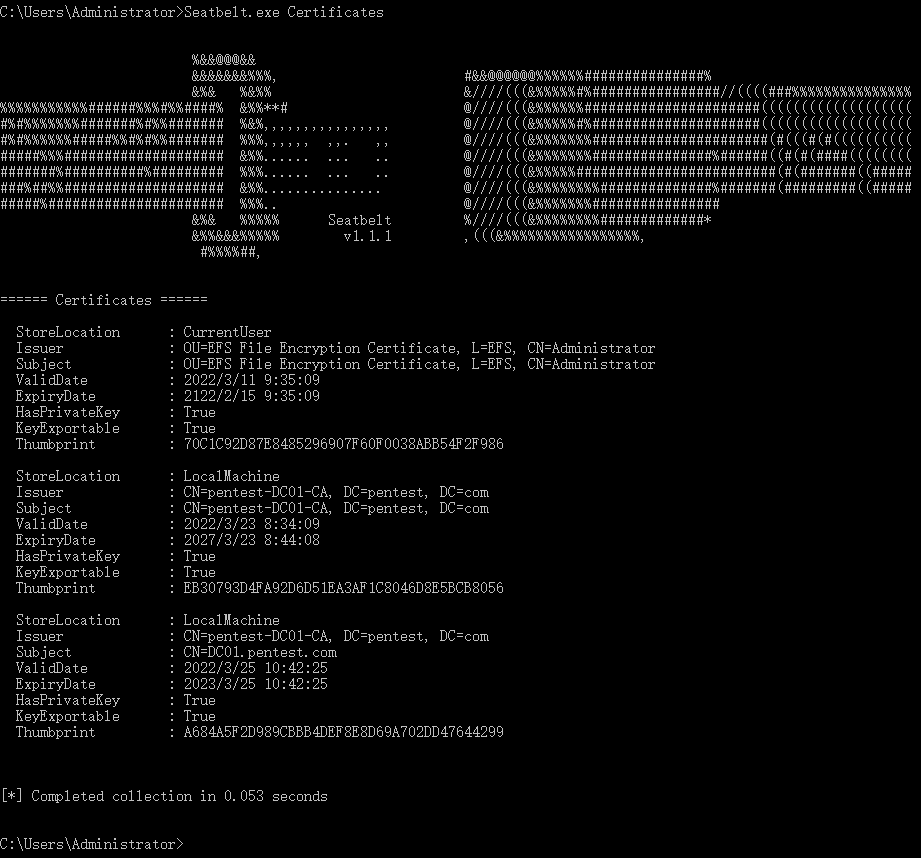 C:\Users\Administrator>Seatbelt.exe Certificates
Seatbelt
v1.1.1
====== Certificates ======
StoreLocation : CurrentUser
Issuer : OU=EFS File Encryption Certificate, L=EFS, CN=Administrator
Subject : OU=EFS File Encryption Certificate, L=EFS, CN=Administrator
ValidDate : 2022/3/11 9:35:09
ExpiryDate : 2122/2/15 9:35:09
HasPrivateKey : True
KeyExportable : True
Thumbprint : 70C1C92D87E8485296907F60F0038ABB54F2F986
StoreLocation : LocalMachine
Issuer : CN=pentest-DC01-CA, DC=pentest, DC=com
Subject : CN=pentest-DC01-CA, DC=pentest, DC=com
ValidDate : 2022/3/23 8:34:09
ExpiryDate : 2027/3/23 8:44:08
HasPrivateKey : True
KeyExportable : True
Thumbprint : EB30793D4FA92D6D51EA3AF1C8046D8E5BCB8056
StoreLocation : LocalMachine
Issuer : CN=pentest-DC01-CA, DC=pentest, DC=com
Subject : CN=DC01.pentest.com
ValidDate : 2022/3/25 10:42:25
ExpiryDate : 2023/3/25 10:42:25
HasPrivateKey : True
KeyExportable : True
Thumbprint : A684A5F2D989CBBB4DEF8E8D69A702DD47644299
[*] Completed collection in 0.053 seconds
C:\Users\Administrator>